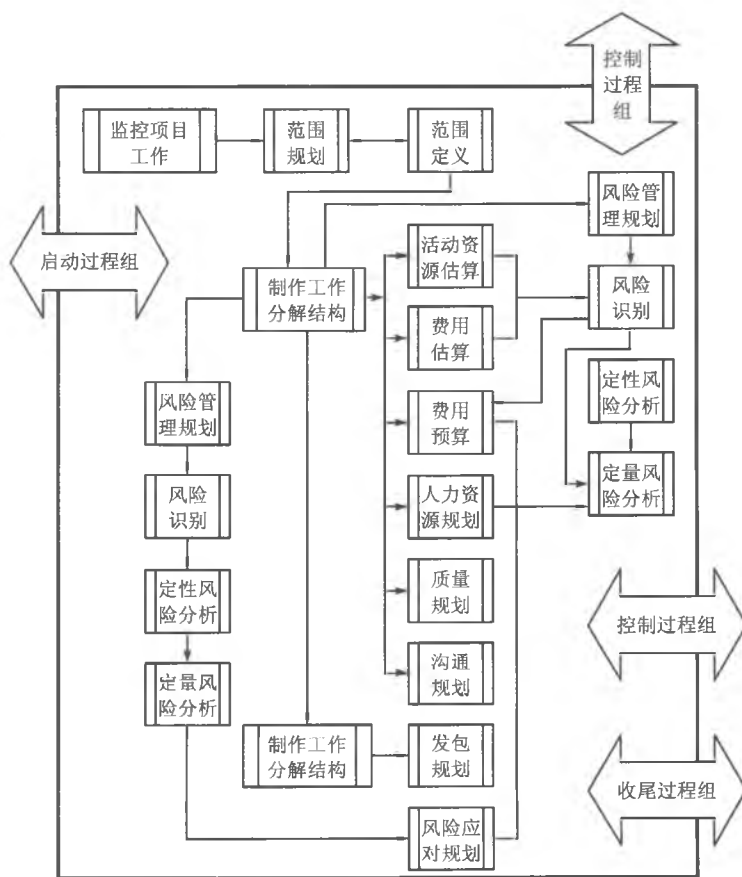 控制
过程
组
监控项目
工作
范围
规划
范围
定义
风险管
理规划
启动过程组
活动资
源估算
制作工作
分解结构
风险
识别
费用
估算
风险管
理规划
费用
预算
定性风
险分析
风险
识别
人力资
源规划
定量风
险分析
定性风
险分析
质量
规划
控制过程组
定量风
险分析
沟通
规划
制作工作
分解结构
发包
规划
收尾过程组
风险应
对规划